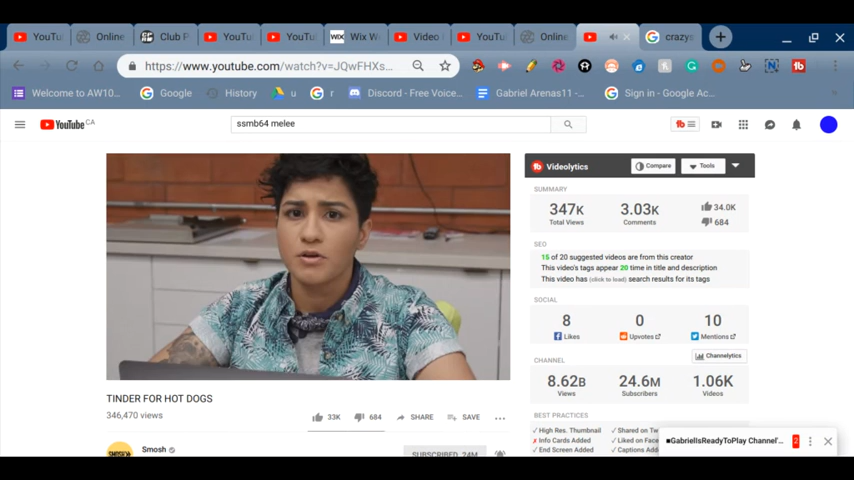 YouTu
Online
Club P
YouTu
YouTu
WIX
Wix W
Video
YouTu
Online
crazys
https://www.youtube.com/watch?v=JQwFHXs...
Welcome to AW10...
Google
History
u
r
Discord - Free Voice...
Gabriel Arenas11 -...
Sign in - Google Ac...
YouTube CA
ssmb64 melee
Videolytics
Compare
Tools
SUMMARY
347K
3.03K
34.0K
684
Total Views
Comments
SEO
15 of 20 suggested videos are from this creator
This video's tags appear 20 time in title and description
This video has (click to load) search results for its tags
SOCIAL
8
0
10
Likes
Upvotes
Mentions
CHANNEL
Channelytics
8.62B
24.6M
1.06K
Views
Subscribers
Videos
BEST PRACTICES
High Res. Thumbnail
Shared on Tw
Info Cards Added
Liked on Face
End Screen Added
Captions Add
TINDER FOR HOT DOGS
346,470 views
33K
684
SHARE
SAVE
SMOSH
Smosh
SUBSCRIBED 24M
■GabriellsReadyToPlay Channel'...
2